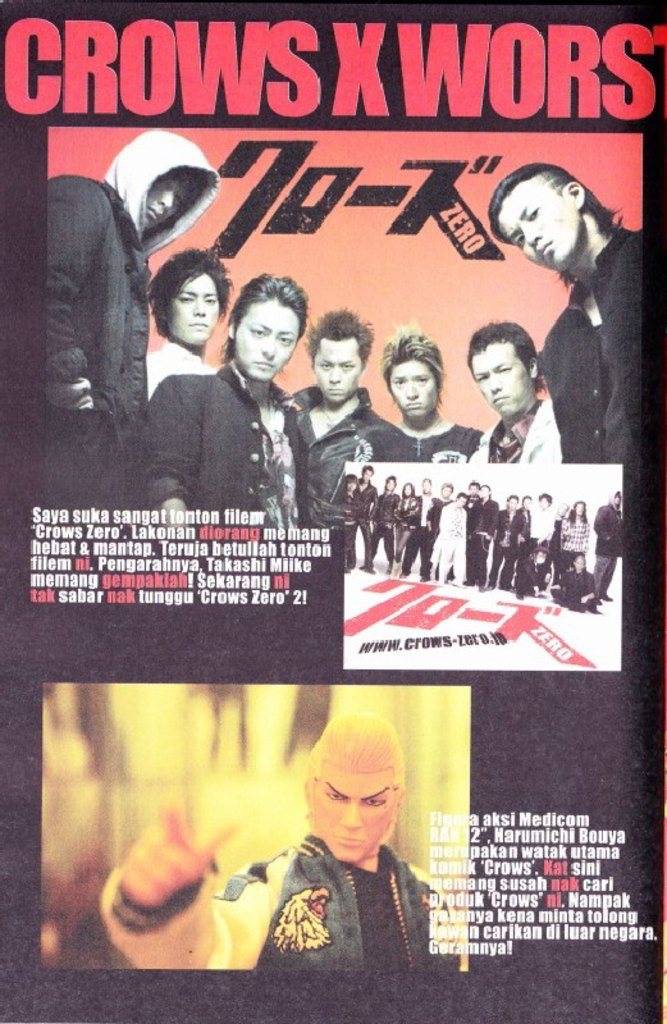 CROWS X WORS
クローズ
ZERO
Saya suka sangat tonton filem
'Crows Zero'. Lakonan diorang memang
hebat & mantap. Teruja betullah tonton
filem ni. Pengarahnya, Takashi Miike
memang gempaklah! Sekarang ni
tak sabar nak tunggu 'Crows Zero' 2!
クローズ
ZERO
www.crows-zero.jp
Figura aksi Medicom
RAH 12", Harumichi Bouya
merupakan watak utama
komik 'Crows'. Kat sini
memang susah nak cari
produk 'Crows' ni. Nampak
gayanya kena minta tolong
kawan carikan di luar negara.
Geramnya!!